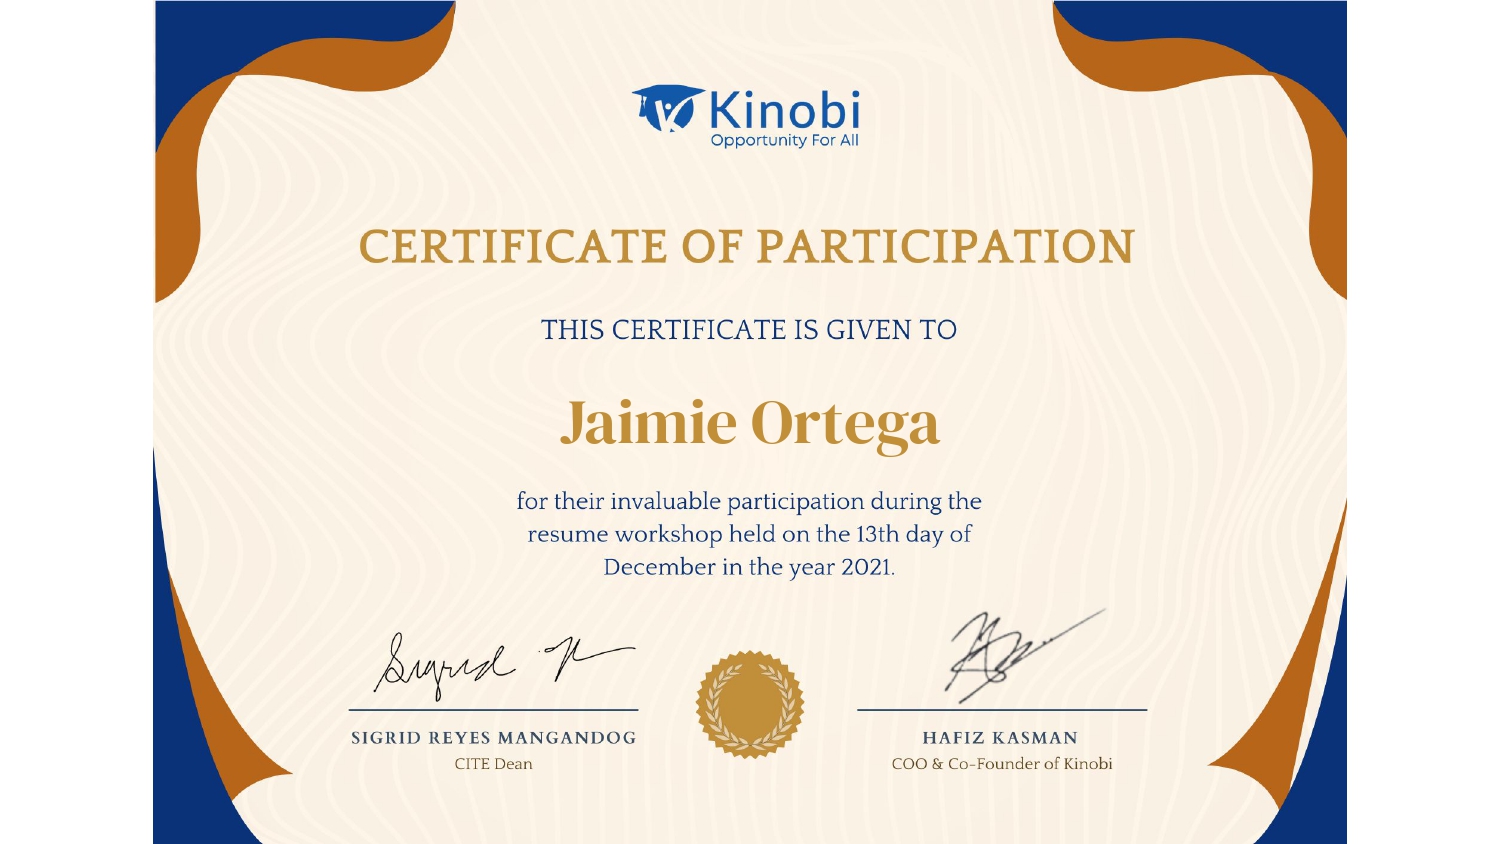 Kinobi
Opportunity For All
CERTIFICATE OF PARTICIPATION
THIS CERTIFICATE IS GIVEN TO
Jaimie Ortega
for their invaluable participation during the
resume workshop held on the 13th day of
December in the year 2021.
Sigrid
SIGRID REYES MANGANDOG
CITE Dean
HAFIZ KASMAN
COO & Co-Founder of Kinobi